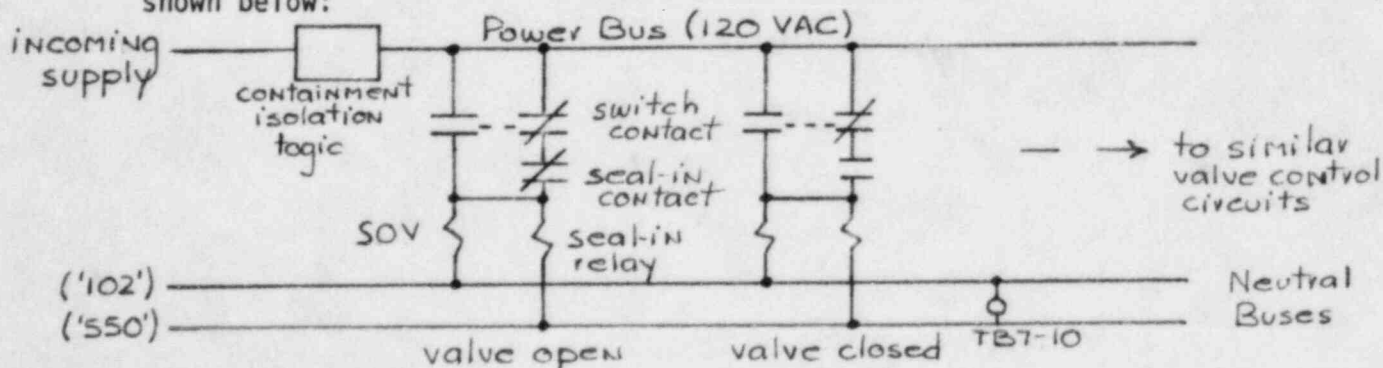 shown below:
INCOMING
supply
Power Bus (120 VAC)
CONTAINMENT
isolation
logic
switch
contact
seal-in
contact
SOV
seal-in
relay
to similar
valve control
circuits
('102')
('550')
Neutral
Buses
valve open
valve closed
TB7-10